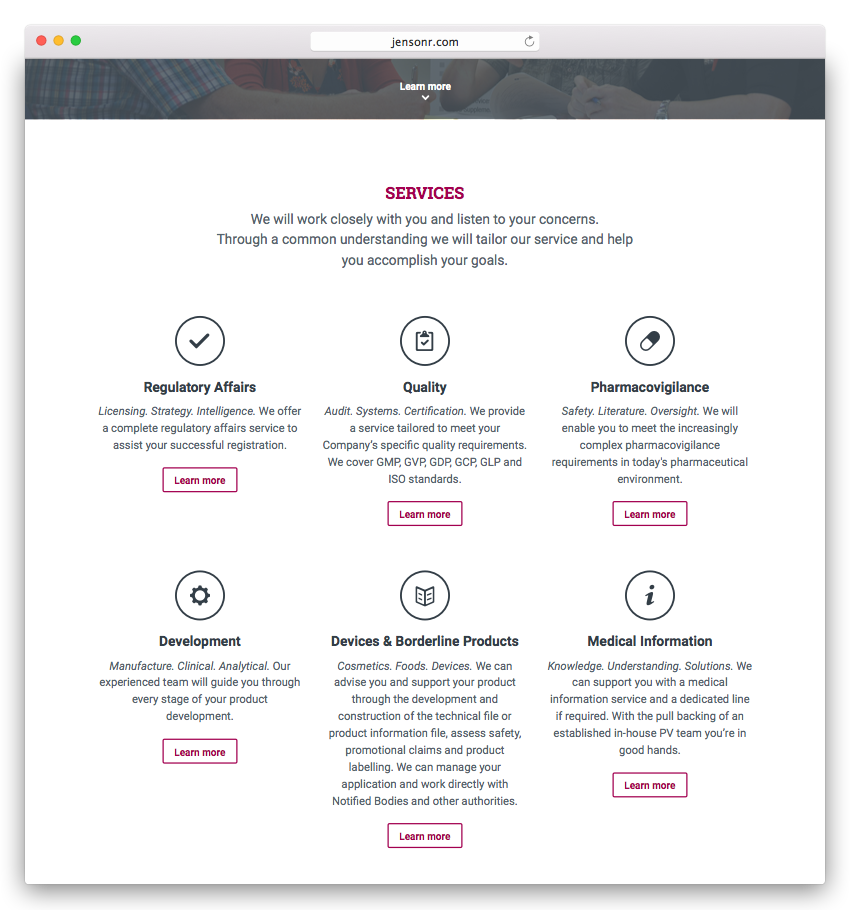 jensonr.com
Learn more
SERVICES
We will work closely with you and listen to your concerns.
Through a common understanding we will tailor our service and help
you accomplish your goals.
Regulatory Affairs
Licensing. Strategy. Intelligence. We offer
a complete regulatory affairs service to
assist your successful registration.
Learn more
Quality
Audit. Systems. Certification. We provide
a service tailored to meet your
Company's specific quality requirements.
We cover GMP, GVP, GDP, GCP, GLP and
ISO standards.
Learn more
Pharmacovigilance
Safety. Literature. Oversight. We will
enable you to meet the increasingly
complex pharmacovigilance
requirements in today's pharmaceutical
environment.
Learn more
Development
Manufacture. Clinical. Analytical. Our
experienced team will guide you through
every stage of your product
development.
Learn more
Devices & Borderline Products
Cosmetics. Foods. Devices. We can
advise you and support your product
through the development and
construction of the technical file or
product information file, assess safety,
promotional claims and product
labelling. We can manage your
application and work directly with
Notified Bodies and other authorities.
Learn more
Medical Information
Knowledge. Understanding. Solutions. We
can support you with a medical
information service and a dedicated line
if required. With the pull backing of an
established in-house PV team you're in
good hands.
Learn more